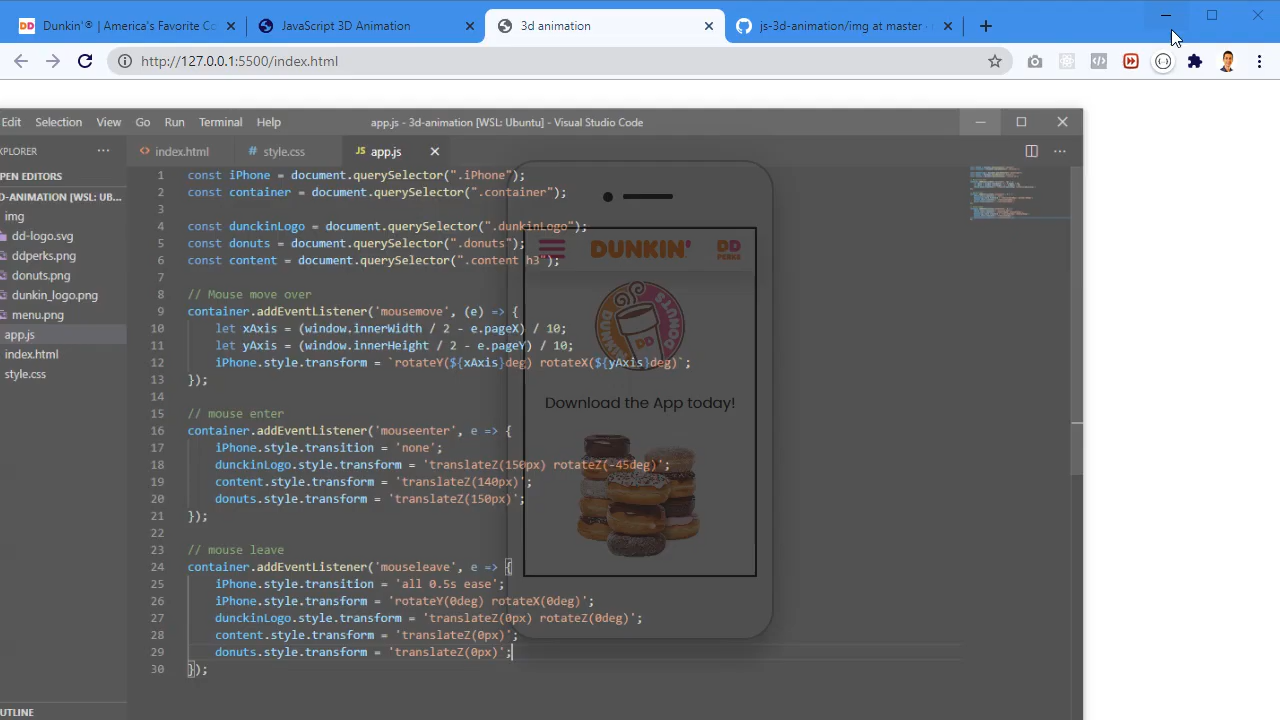 Dunkin'® | America's Favorite Co
JavaScript 3D Animation
3d animation
js-3d-animation/img at master ·
http://127.0.0.1:5500/index.html
Edit Selection View Go Run Terminal Help
app.js - 3d-animation [WSL: Ubuntu] - Visual Studio Code
XPLORER
index.html
style.css
JS app.js
OPEN EDITORS
D-ANIMATION [WSL: UB...
img
dd-logo.svg
ddperks.png
donuts.png
dunkin_logo.png
menu.png
app.js
index.html
style.css
OUTLINE
1 const iPhone = document.querySelector(".iPhone");
2 const container = document.querySelector(".container");
3
4 const dunckinLogo = document.querySelector(".dunkinLogo");
5 const donuts = document.querySelector(".donuts");
6 const content = document.querySelector(".content h3");
7
8 // Mouse move over
9 container.addEventListener('mousemove', (e) => {
10 let xAxis = (window.innerWidth / 2 - e.pageX) / 10;
11 let yAxis = (window.innerHeight / 2 - e.pageY) / 10;
12 iPhone.style.transform = `rotateY(${xAxis}deg) rotateX(${yAxis}deg)`;
13 });
14
15 // mouse enter
16 container.addEventListener('mouseenter', e => {
17 iPhone.style.transition = 'none';
18 dunckinLogo.style.transform = 'translateZ(150px) rotateZ(-45deg)';
19 content.style.transform = 'translateZ(140px)';
20 donuts.style.transform = 'translateZ(150px)';
21 });
22
23 // mouse leave
24 container.addEventListener('mouseleave', e => {
25 iPhone.style.transition = 'all 0.5s ease';
26 iPhone.style.transform = 'rotateY(0deg) rotateX(0deg)';
27 dunckinLogo.style.transform = 'translateZ(0px) rotateZ(0deg)';
28 content.style.transform = 'translateZ(0px)';
29 donuts.style.transform = 'translateZ(0px)';
30 });
DUNKIN'
DD
PERKS
DUNKIN' DONUTS
DD
Download the App today!